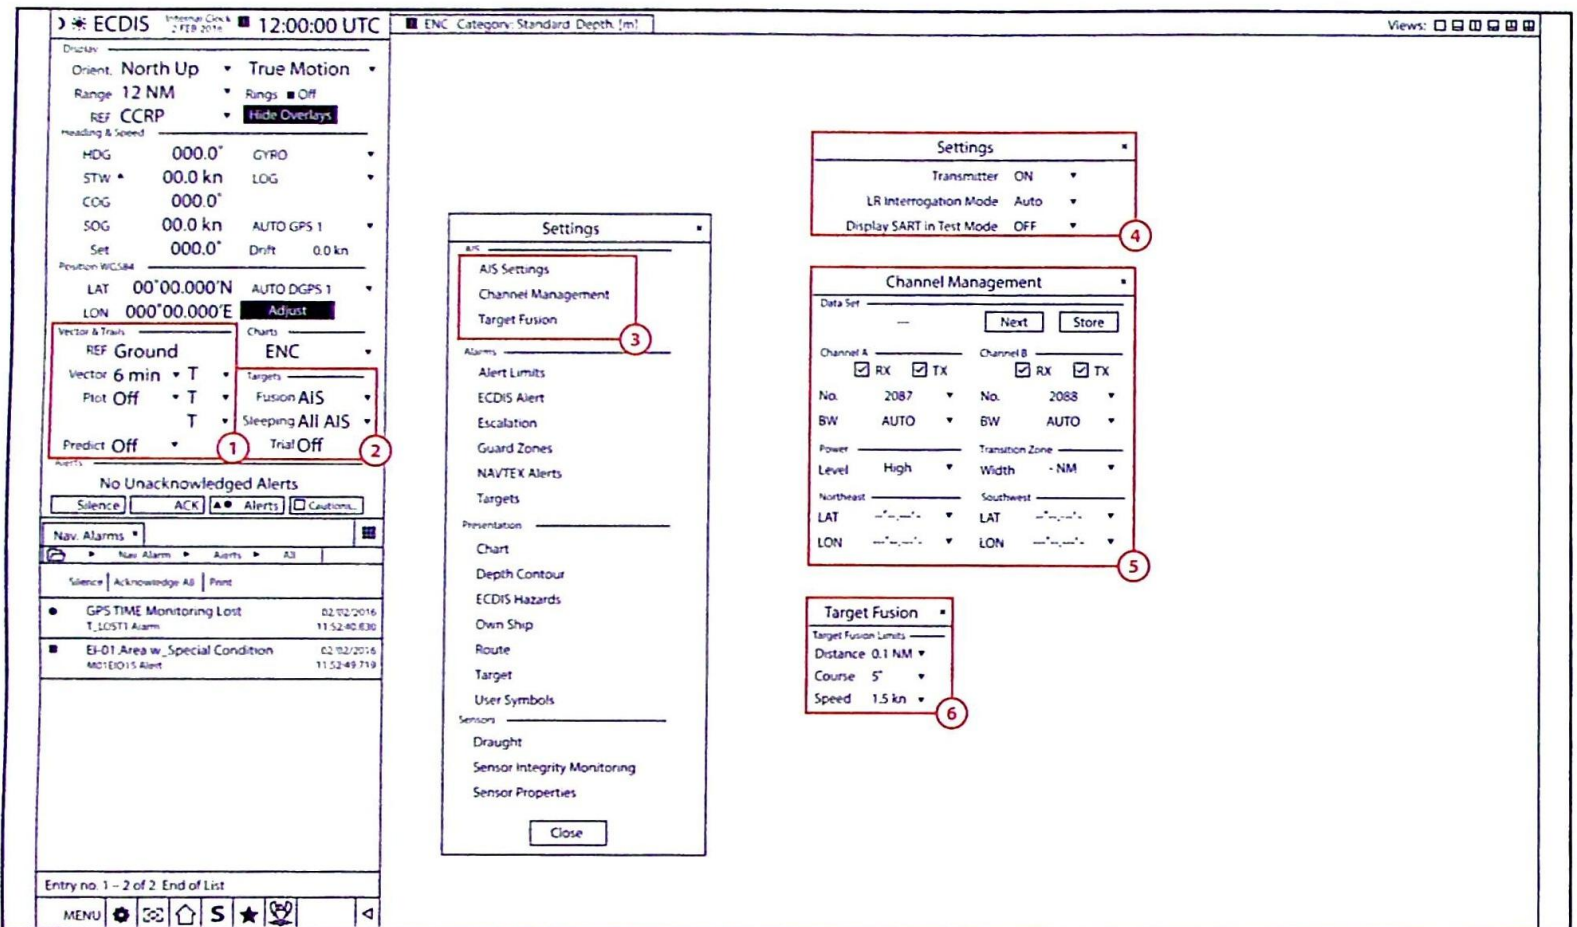 ECDIS Internal Clock 2 FEB 2016 12:00:00 UTC
ENC Category: Standard Depth. [m]
Views:
Display
Orient. North Up True Motion
Range 12 NM Rings Off
REF CCRP Hide Overlays
Heading & Speed
HDG 000.0° GYRO
STW 00.0 kn LOG
COG 000.0°
SOG 00.0 kn AUTO GPS 1
Set 000.0° Drift 0.0 kn
Position WGS84
LAT 00°00.000'N AUTO DGPS 1
LON 000°00.000'E Adjust
Vector & Trails Charts
REF Ground ENC
Vector 6 min T Targets
Plot Off T Fusion AIS
T Sleeping All AIS
Predict Off 1 Trial Off 2
Alerts
No Unacknowledged Alerts
Silence ACK Alerts Cautions...
Nav. Alarms
Nav Alarm Alerts All
Silence Acknowledge All Print
GPS TIME Monitoring Lost 02/02/2016
T_LOST1 Alarm 11:52:40.830
EI-01 Area w_Special Condition 02/02/2016
M01EIO15 Alert 11:52:49.719
Entry no. 1 – 2 of 2 End of List
MENU S
Settings
AIS
AIS Settings
Channel Management
Target Fusion
3
Alarms
Alert Limits
ECDIS Alert
Escalation
Guard Zones
NAVTEX Alerts
Targets
Presentation
Chart
Depth Contour
ECDIS Hazards
Own Ship
Route
Target
User Symbols
Sensors
Draught
Sensor Integrity Monitoring
Sensor Properties
Close
Settings
Transmitter ON
LR Interrogation Mode Auto
Display SART in Test Mode OFF
4
Channel Management
Data Set
--- Next Store
Channel A Channel B
RX TX RX TX
No. 2087 No. 2088
BW AUTO BW AUTO
Power Transition Zone
Level High Width - NM
Northeast Southwest
LAT --°--.---'- LAT --°--.---'-
LON ---°--.---'- LON ---°--.---'-
5
Target Fusion
Target Fusion Limits
Distance 0.1 NM
Course 5°
Speed 1.5 kn
6